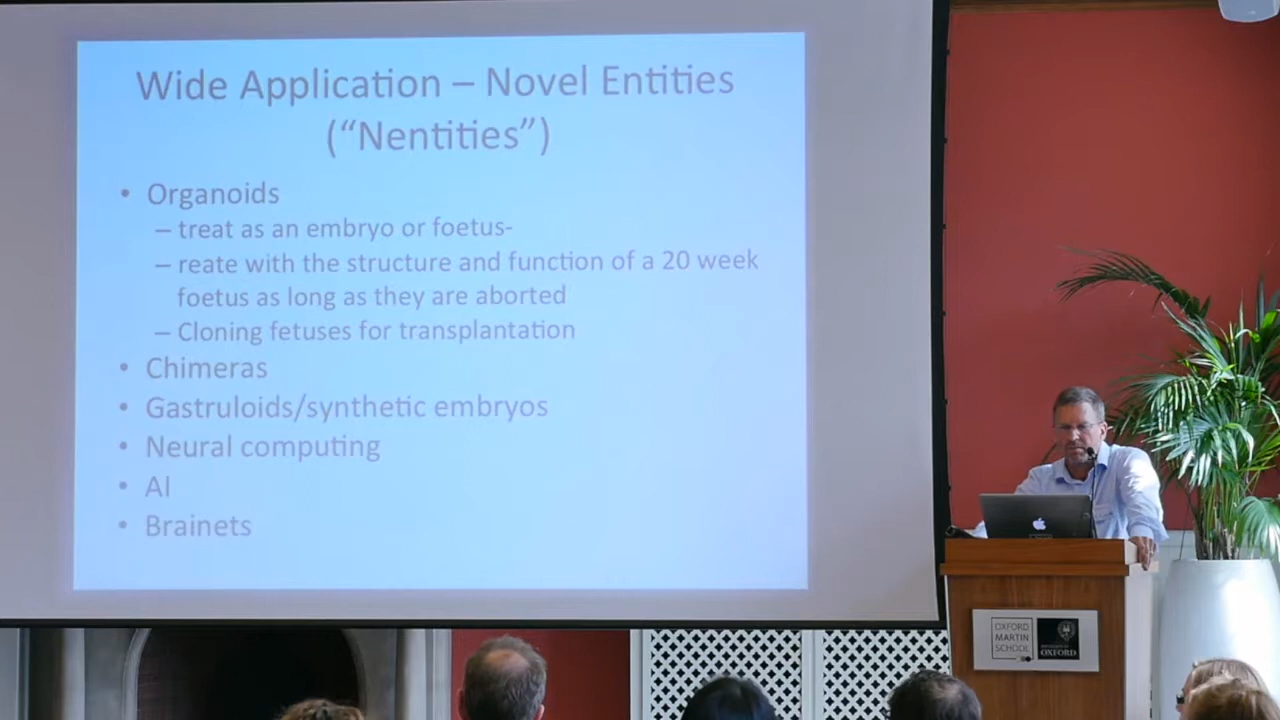 Wide Application – Novel Entities
(“Nentities”)
• Organoids
– treat as an embryo or foetus-
– reate with the structure and function of a 20 week
foetus as long as they are aborted
– Cloning fetuses for transplantation
• Chimeras
• Gastruloids/synthetic embryos
• Neural computing
• AI
• Brainets
OXFORD
MARTIN
SCHOOL
OXFORD